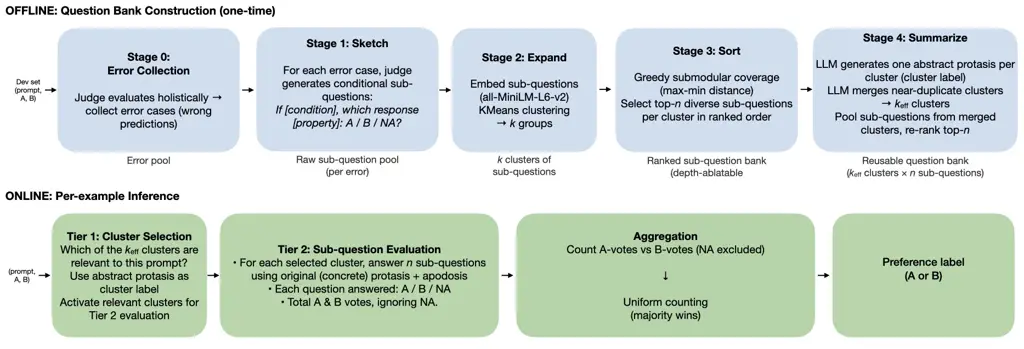 OFFLINE: Question Bank Construction (one-time)
Dev set
(prompt,
A, B)
Stage 0:
Error Collection
Judge evaluates holistically →
collect error cases (wrong
predictions)
Error pool
Stage 1: Sketch
For each error case, judge
generates conditional sub-
questions:
If [condition], which response
[property]: A / B / NA?
Raw sub-question pool
(per error)
Stage 2: Expand
Embed sub-questions
(all-MiniLM-L6-v2)
KMeans clustering
→ k groups
k clusters of
sub-questions
Stage 3: Sort
Greedy submodular coverage
(max-min distance)
Select top-n diverse sub-questions
per cluster in ranked order
Ranked sub-question bank
(depth-ablatable
Stage 4: Summarize
LLM generates one abstract protasis per
cluster (cluster label)
LLM merges near-duplicate clusters
→ keff clusters
Pool sub-questions from merged
clusters, re-rank top-n
Reusable question bank
(keff clusters × n sub-questions)
ONLINE: Per-example Inference
(prompt,
A, B)
Tier 1: Cluster Selection
Which of the keff clusters are
relevant to this prompt?
Use abstract protasis as
cluster label
Activate relevant clusters for
Tier 2 evaluation
Tier 2: Sub-question Evaluation
• For each selected cluster, answer n sub-questions
using original (concrete) protasis + apodosis
• Each question answered: A / B / NA
• Total A & B votes, ignoring NA.
Aggregation
Count A-votes vs B-votes (NA excluded)
↓
Uniform counting
(majority wins)
Preference label
(A or B)